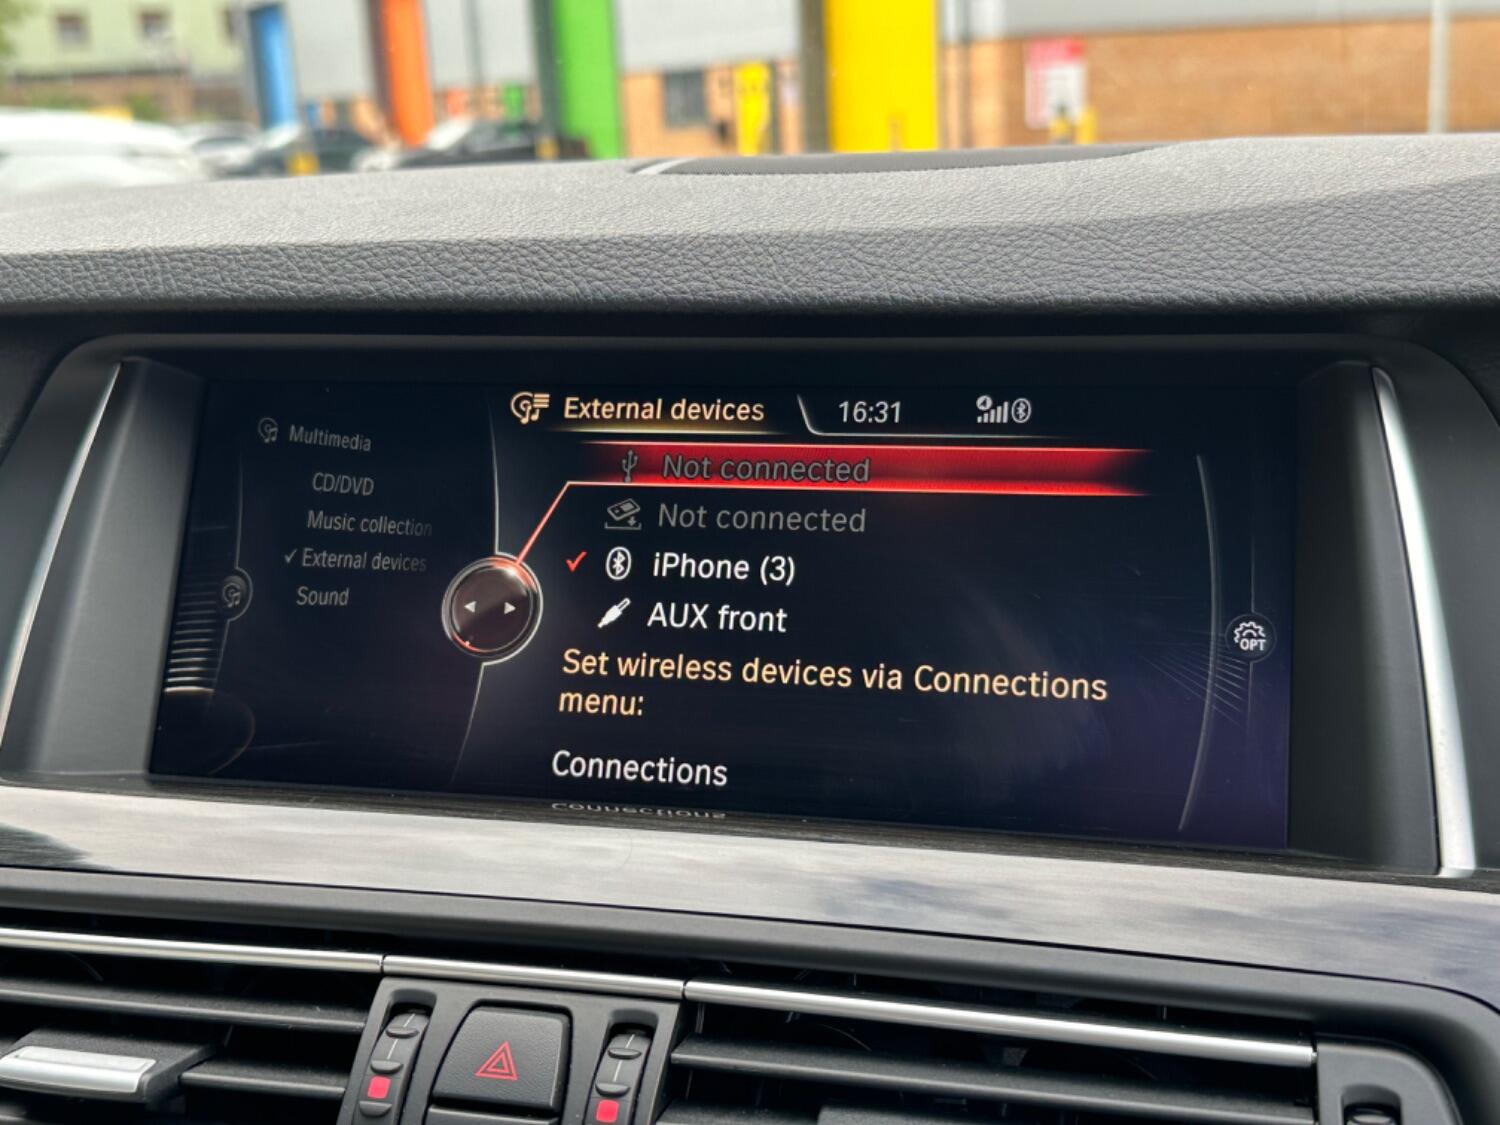 External devices
16:31
Multimedia
CD/DVD
Music collection
External devices
Sound
Not connected
Not connected
iPhone (3)
AUX front
Set wireless devices via Connections
menu:
Connections
OPT